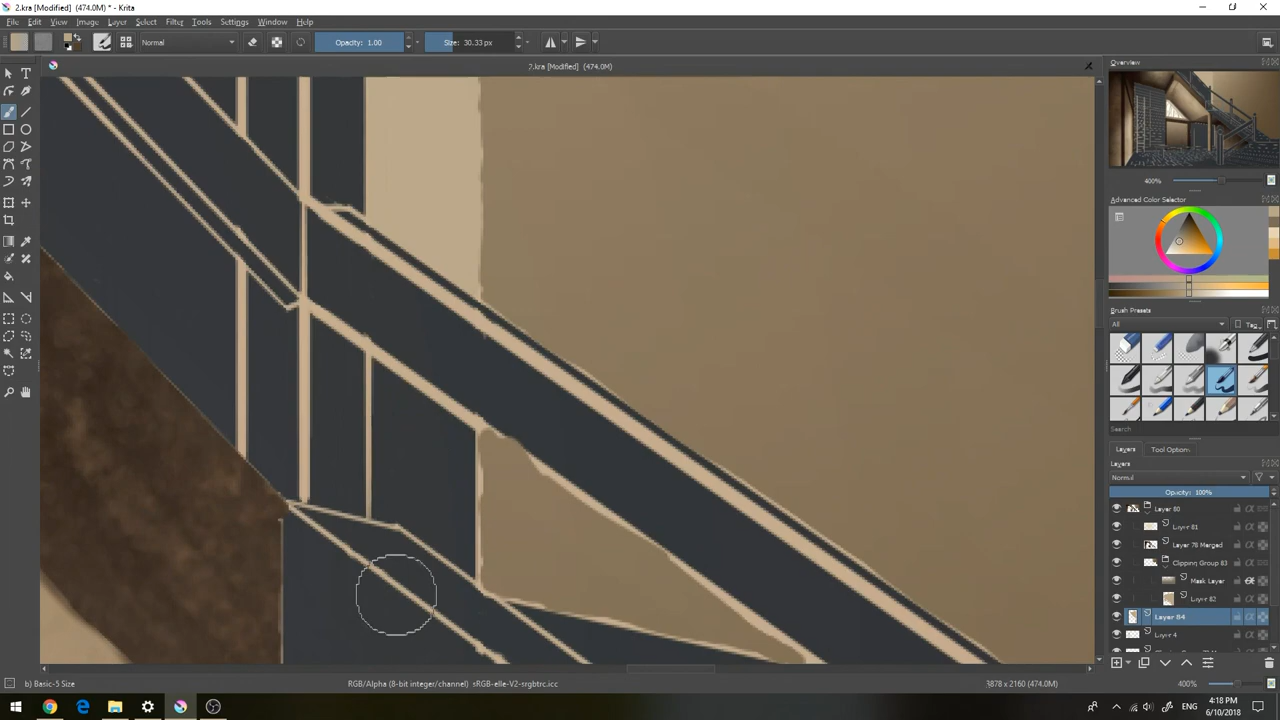 2.kra [Modified] (474.0M) * - Krita
File Edit View Image Layer Select Filter Tools Settings Window Help
Normal
Opacity: 1.00
Size: 30.33 px
2.kra [Modified] (474.0M)
Overview
400%
Advanced Color Selector
Brush Presets
All
Tag
Search
Layers Tool Options
Layers
Normal
Opacity: 100%
Layer 80
Layer 81
Layer 78 Merged
Clipping Group 83
Mask Layer
Layer 82
Layer 84
Layer 4
b) Basic-5 Size
RGB/Alpha (8-bit integer/channel) sRGB-elle-V2-srgbtrc.icc
3878 x 2160 (474.0M)
400%
ENG
4:18 PM
6/10/2018